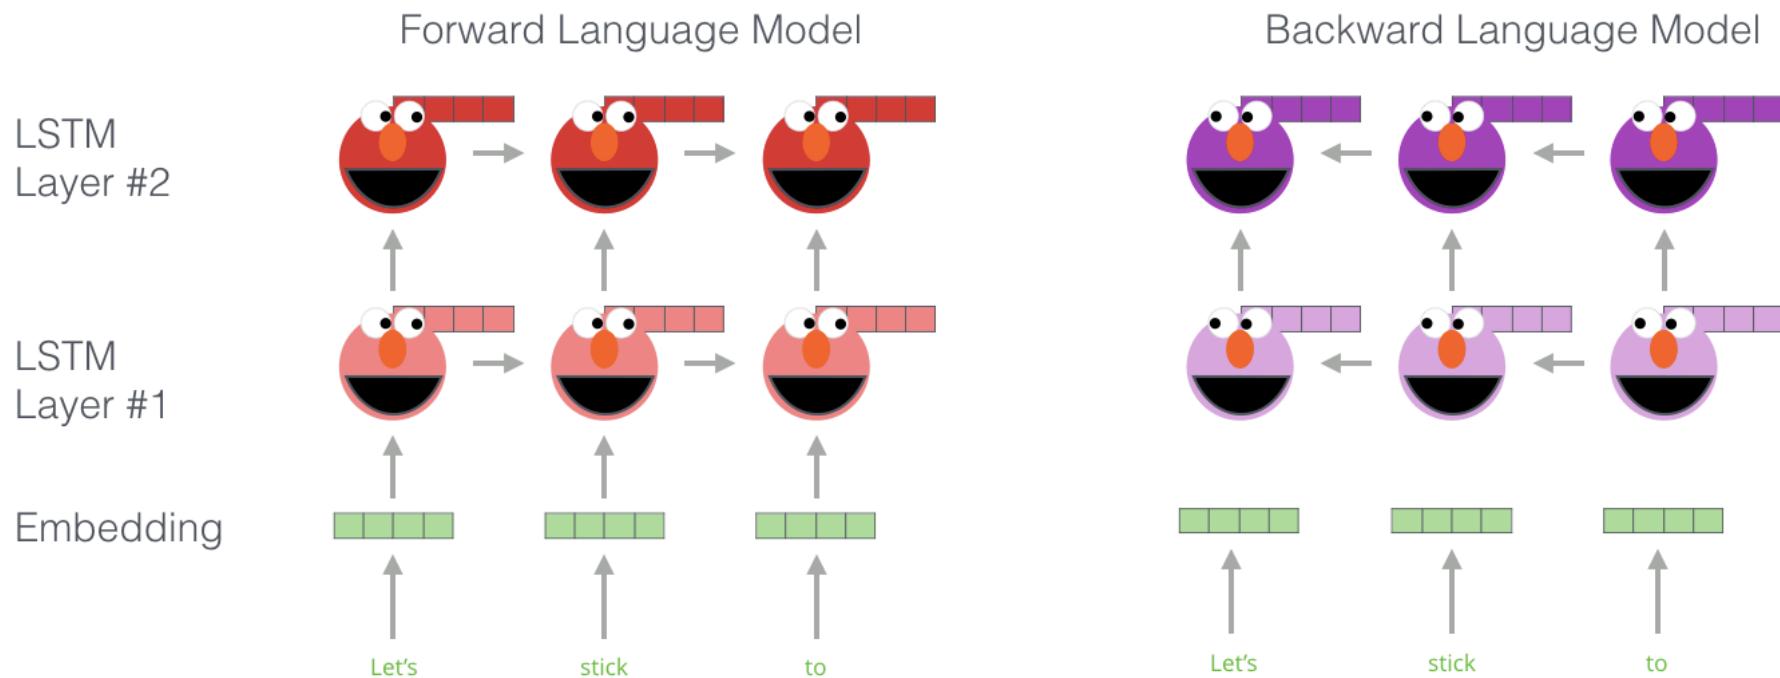 Forward Language Model
Backward Language Model
LSTM
Layer #2
LSTM
Layer #1
Embedding
Let's
stick
to
Let's
stick
to